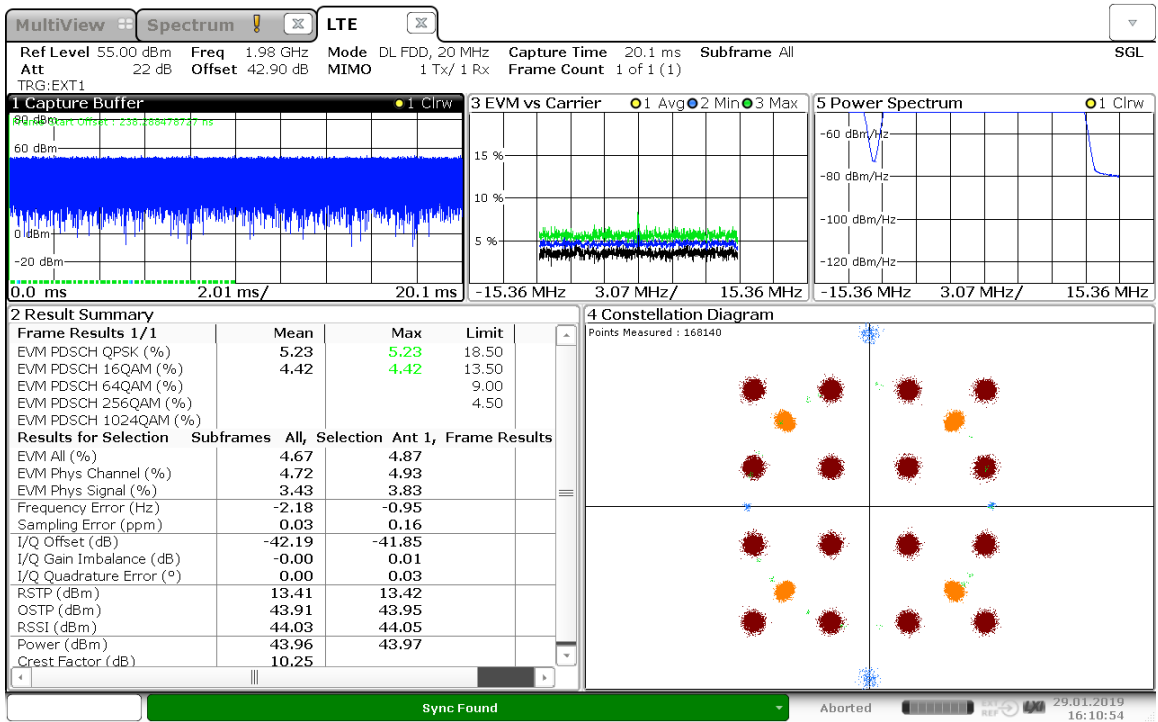 MultiView Spectrum ! X LTE X
Ref Level 55.00 dBm Freq 1.98 GHz Mode DL FDD, 20 MHz Capture Time 20.1 ms Subframe All SGL
Att 22 dB Offset 42.90 dB MIMO 1 Tx/ 1 Rx Frame Count 1 of 1 (1)
TRG:EXT1
1 Capture Buffer 1 Clrw
80 dBm
Frame Start Offset : 238.288478727 ns
60 dBm
0 dBm
-20 dBm
0.0 ms 2.01 ms/ 20.1 ms
3 EVM vs Carrier 1 Avg 2 Min 3 Max
15 %
10 %
5 %
-15.36 MHz 3.07 MHz/ 15.36 MHz
5 Power Spectrum 1 Clrw
-60 dBm/Hz
-80 dBm/Hz
-100 dBm/Hz
-120 dBm/Hz
-15.36 MHz 3.07 MHz/ 15.36 MHz
2 Result Summary
Frame Results 1/1 Mean Max Limit
EVM PDSCH QPSK (%) 5.23 5.23 18.50
EVM PDSCH 16QAM (%) 4.42 4.42 13.50
EVM PDSCH 64QAM (%) 9.00
EVM PDSCH 256QAM (%) 4.50
EVM PDSCH 1024QAM (%)
Results for Selection Subframes All, Selection Ant 1, Frame Results
EVM All (%) 4.67 4.87
EVM Phys Channel (%) 4.72 4.93
EVM Phys Signal (%) 3.43 3.83
Frequency Error (Hz) -2.18 -0.95
Sampling Error (ppm) 0.03 0.16
I/Q Offset (dB) -42.19 -41.85
I/Q Gain Imbalance (dB) -0.00 0.01
I/Q Quadrature Error (°) 0.00 0.03
RSTP (dBm) 13.41 13.42
OSTP (dBm) 43.91 43.95
RSSI (dBm) 44.03 44.05
Power (dBm) 43.96 43.97
Crest Factor (dB) 10.25
4 Constellation Diagram
Points Measured : 168140
Sync Found
Aborted
EXT
REF
LXI
29.01.2019
16:10:54